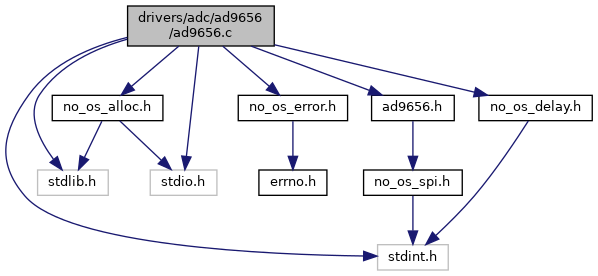 drivers/adc/ad9656
/ad9656.c
no_os_alloc.h
no_os_error.h
ad9656.h
no_os_delay.h
stdlib.h
stdio.h
errno.h
no_os_spi.h
stdint.h